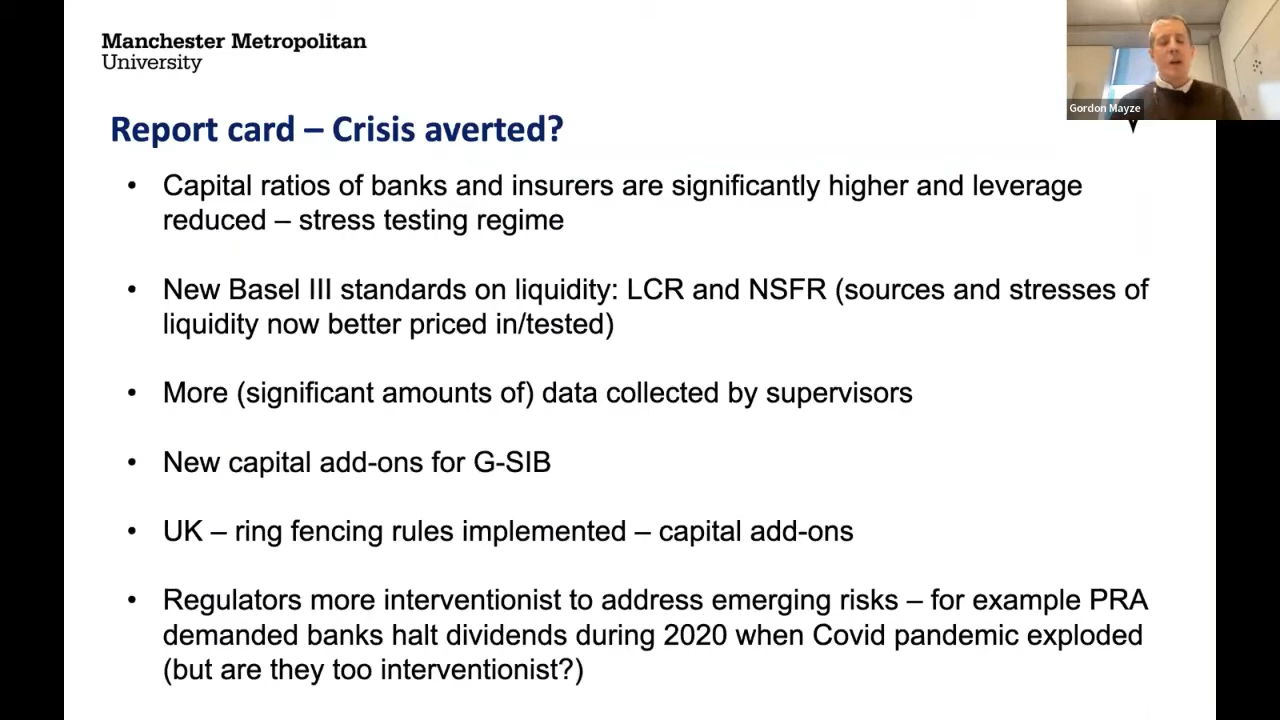 Manchester Metropolitan
University
Gordon Mayze
Report card – Crisis averted?
• Capital ratios of banks and insurers are significantly higher and leverage
reduced – stress testing regime
• New Basel III standards on liquidity: LCR and NSFR (sources and stresses of
liquidity now better priced in/tested)
• More (significant amounts of) data collected by supervisors
• New capital add-ons for G-SIB
• UK – ring fencing rules implemented – capital add-ons
• Regulators more interventionist to address emerging risks – for example PRA
demanded banks halt dividends during 2020 when Covid pandemic exploded
(but are they too interventionist?)